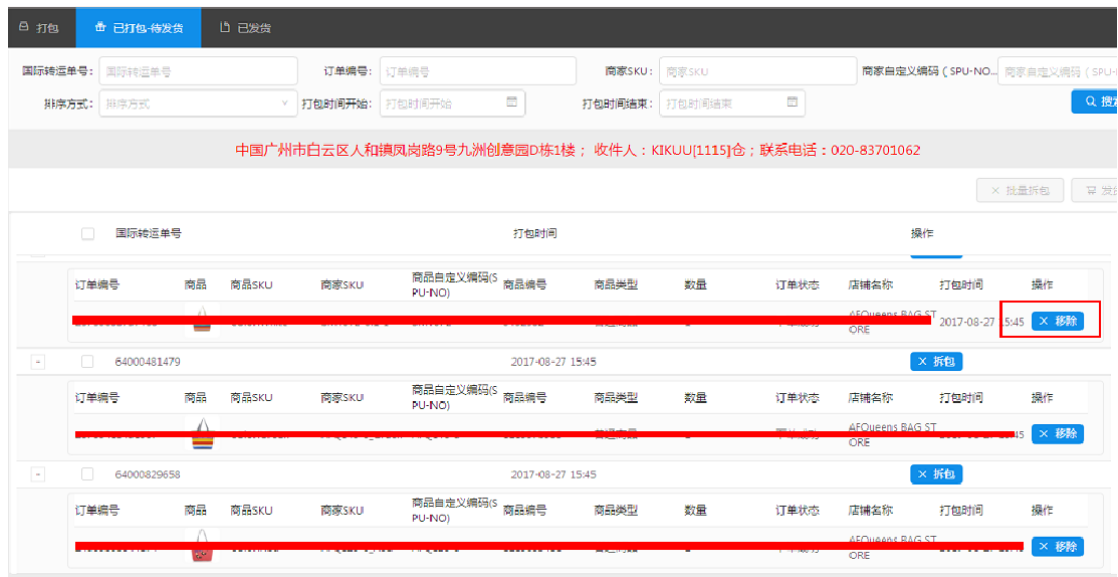 打包 已打包-待发货 已发货
国际转运单号： 国际转运单号 订单编号： 订单编号 商家SKU： 商家SKU 商家自定义编码（SPU-NO... 商家自定义编码（SPU-
排序方式： 排序方式 打包时间开始： 打包时间开始 打包时间结束： 打包时间结束 搜
中国广州市白云区人和镇凤岗路9号九洲创意园D栋1楼； 收件人：KIKUU[1115]仓；联系电话：020-83701062
× 批量拆包 发
国际转运单号 打包时间 操作
订单编号 商品 商品SKU 商家SKU 商品自定义编码(S 商品编号 商品类型 数量 订单状态 店铺名称 打包时间 操作
PU-NO)
AFQueens BAG ST 2017-08-27 15:45 × 移除
ORE
- 64000481479 2017-08-27 15:45 × 拆包
订单编号 商品 商品SKU 商家SKU 商品自定义编码(S 商品编号 商品类型 数量 订单状态 店铺名称 打包时间 操作
PU-NO)
AFQueens BAG ST × 移除
ORE
- 64000829658 2017-08-27 15:45 × 拆包
订单编号 商品 商品SKU 商家SKU 商品自定义编码(S 商品编号 商品类型 数量 订单状态 店铺名称 打包时间 操作
PU-NO)
AFQueens BAG ST × 移除
ORE